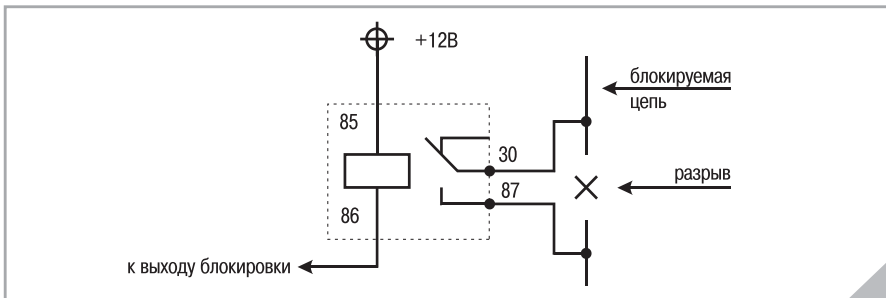 +12В
блокируемая
цепь
85
30
разрыв
87
86
к выходу блокировки